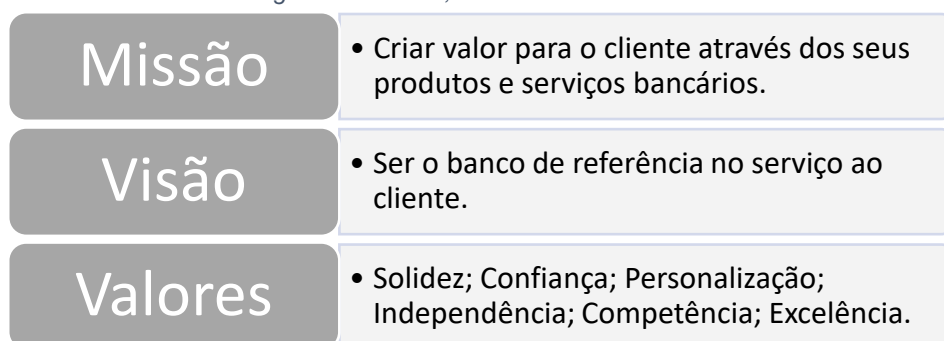 Missão
• Criar valor para o cliente através dos seus
produtos e serviços bancários.
Visão
• Ser o banco de referência no serviço ao
cliente.
Valores
• Solidez; Confiança; Personalização;
Independência; Competência; Excelência.